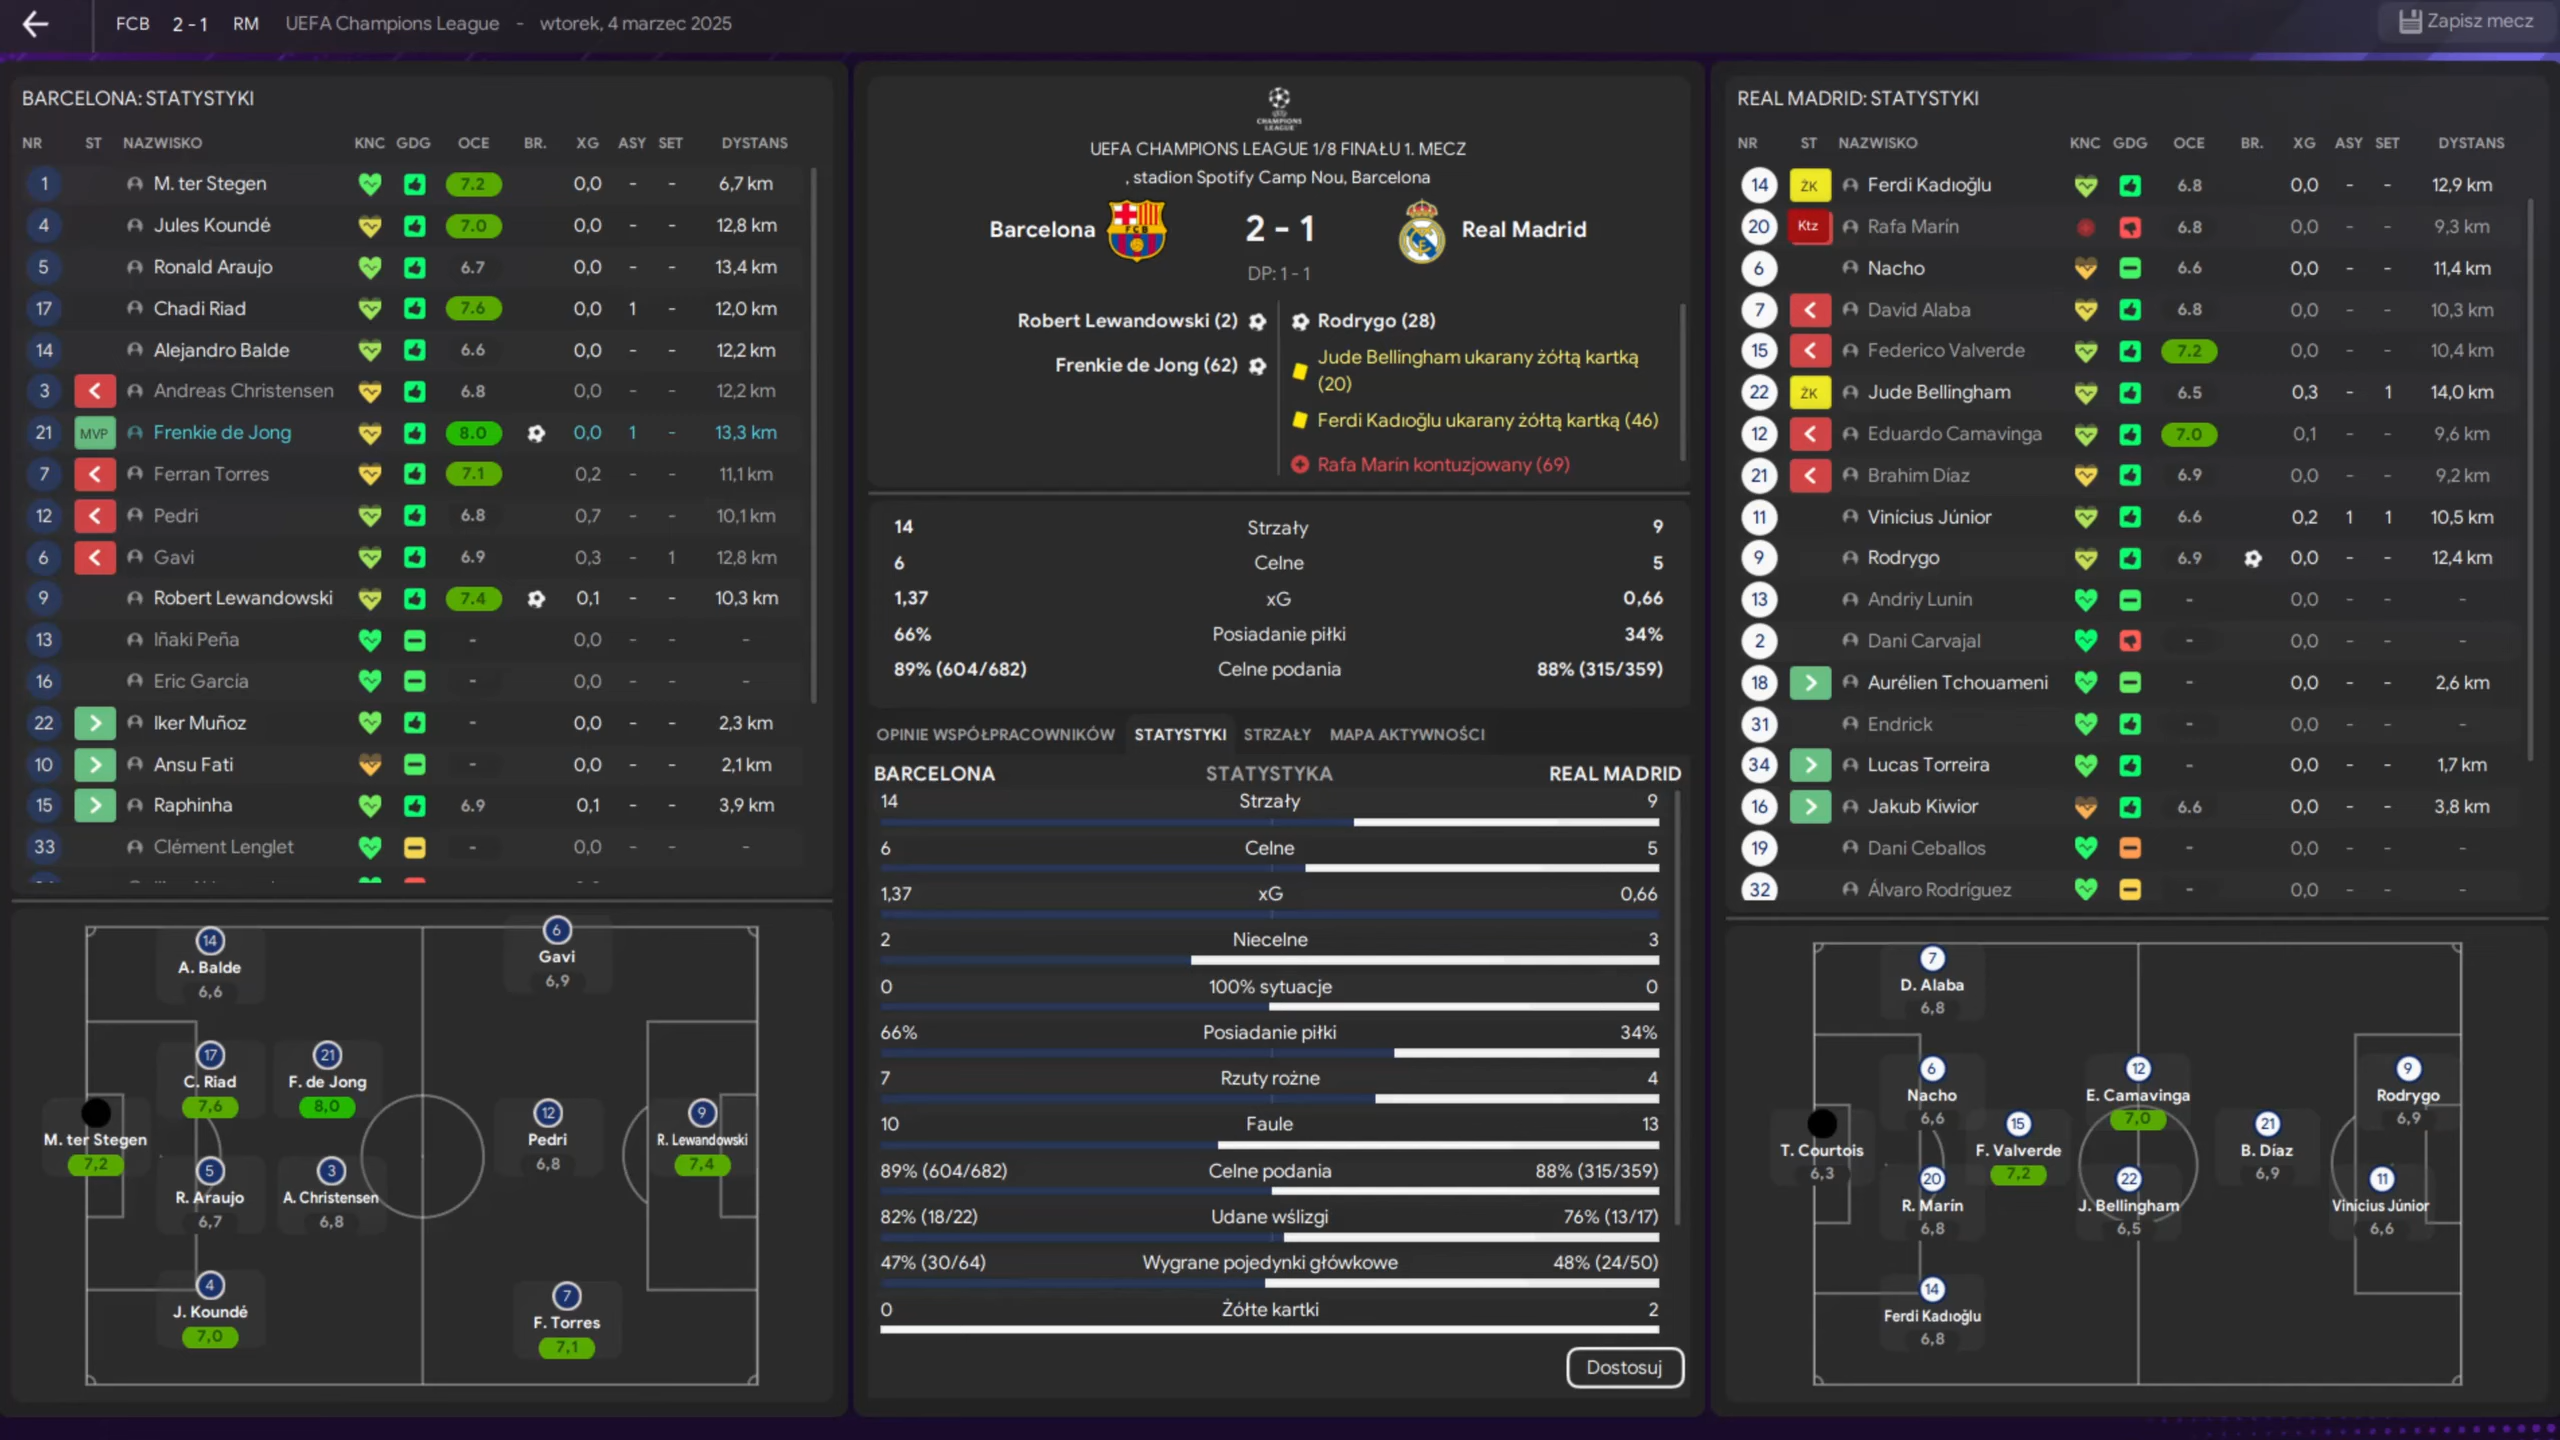 FCB 2 - 1 RM UEFA Champions League - wtorek, 4 marzec 2025 Zapisz mecz
BARCELONA: STATYSTYKI
NR ST NAZWISKO KNC GDG OCE BR. XG ASY SET DYSTANS
1 M. ter Stegen 7.2 0,0 - - 6,7 km
4 Jules Koundé 7.0 0,0 - - 12,8 km
5 Ronald Araujo 6.7 0,0 - - 13,4 km
17 Chadi Riad 7.6 0,0 1 - 12,0 km
14 Alejandro Balde 6.6 0,0 - - 12,2 km
3 Andreas Christensen 6.8 0,0 - - 12,2 km
21 MVP Frenkie de Jong 8.0 0,0 1 - 13,3 km
7 Ferran Torres 7.1 0,2 - - 11,1 km
12 Pedri 6.8 0,7 - - 10,1 km
6 Gavi 6.9 0,3 - 1 12,8 km
9 Robert Lewandowski 7.4 0,1 - - 10,3 km
13 Iñaki Peña - 0,0 - - -
16 Eric García - 0,0 - - -
22 Iker Muñoz - 0,0 - - 2,3 km
10 Ansu Fati - 0,0 - - 2,1 km
15 Raphinha 6.9 0,1 - - 3,9 km
33 Clément Lenglet - 0,0 - - -
14 A. Balde 6,6
6 Gavi 6,9
17 C. Riad 7,6
21 F. de Jong 8,0
M. ter Stegen 7,2
12 Pedri 6,8
9 R. Lewandowski 7,4
5 R. Araujo 6,7
3 A. Christensen 6,8
4 J. Koundé 7,0
7 F. Torres 7,1
CHAMPIONS LEAGUE
UEFA CHAMPIONS LEAGUE 1/8 FINAŁU 1. MECZ
, stadion Spotify Camp Nou, Barcelona
Barcelona FCB 2 - 1 Real Madrid
DP: 1 - 1
Robert Lewandowski (2)
Frenkie de Jong (62)
Rodrygo (28)
Jude Bellingham ukarany żółtą kartką
(20)
Ferdi Kadıoğlu ukarany żółtą kartką (46)
Rafa Marín kontuzjowany (69)
14 Strzały 9
6 Celne 5
1,37 xG 0,66
66% Posiadanie piłki 34%
89% (604/682) Celne podania 88% (315/359)
OPINIE WSPÓŁPRACOWNIKÓW STATYSTYKI STRZAŁY MAPA AKTYWNOŚCI
BARCELONA STATYSTYKA REAL MADRID
14 Strzały 9
6 Celne 5
1,37 xG 0,66
2 Niecelne 3
0 100% sytuacje 0
66% Posiadanie piłki 34%
7 Rzuty rożne 4
10 Faule 13
89% (604/682) Celne podania 88% (315/359)
82% (18/22) Udane wślizgi 76% (13/17)
47% (30/64) Wygrane pojedynki główkowe 48% (24/50)
0 Żółte kartki 2
Dostosuj
REAL MADRID: STATYSTYKI
NR ST NAZWISKO KNC GDG OCE BR. XG ASY SET DYSTANS
14 ŻK Ferdi Kadıoğlu 6.8 0,0 - - 12,9 km
20 Ktz Rafa Marín 6.8 0,0 - - 9,3 km
6 Nacho 6.6 0,0 - - 11,4 km
7 David Alaba 6.8 0,0 - - 10,3 km
15 Federico Valverde 7.2 0,0 - - 10,4 km
22 ŻK Jude Bellingham 6.5 0,3 - 1 14,0 km
12 Eduardo Camavinga 7.0 0,1 - - 9,6 km
21 Brahim Díaz 6.9 0,0 - - 9,2 km
11 Vinícius Júnior 6.6 0,2 1 1 10,5 km
9 Rodrygo 6.9 0,0 - - 12,4 km
13 Andriy Lunin - 0,0 - - -
2 Dani Carvajal - 0,0 - - -
18 Aurélien Tchouameni - 0,0 - - 2,6 km
31 Endrick - 0,0 - - -
34 Lucas Torreira - 0,0 - - 1,7 km
16 Jakub Kiwior 6.6 0,0 - - 3,8 km
19 Dani Ceballos - 0,0 - - -
32 Álvaro Rodríguez - 0,0 - - -
7 D. Alaba 6,8
6 Nacho 6,6
12 E. Camavinga 7,0
9 Rodrygo 6,9
T. Courtois 6,3
15 F. Valverde 7,2
21 B. Díaz 6,9
20 R. Marín 6,8
22 J. Bellingham 6,5
11 Vinícius Júnior 6,6
14 Ferdi Kadıoğlu 6,8